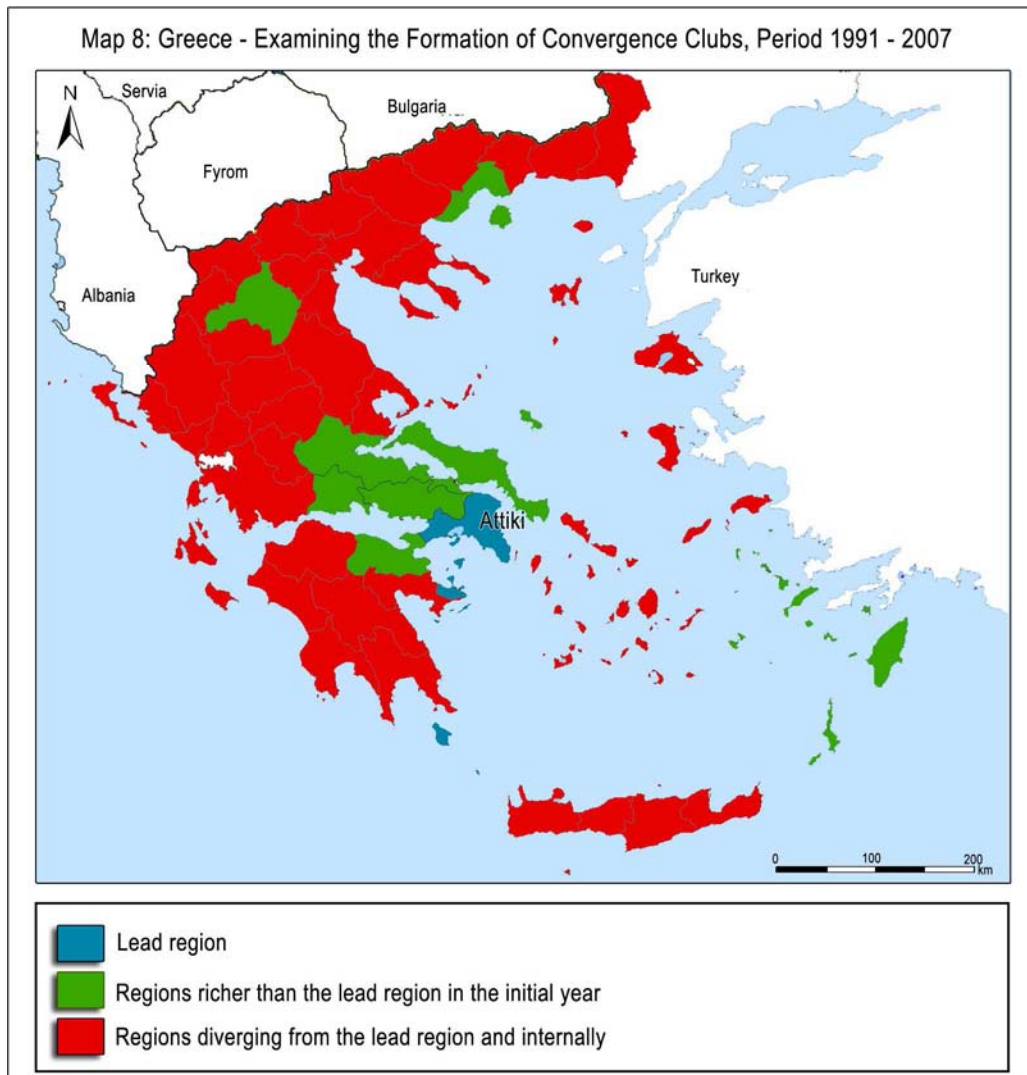 Map 8: Greece - Examining the Formation of Convergence Clubs, Period 1991 - 2007
N
Servia
Bulgaria
Fyrom
Albania
Turkey
Attiki
0 100 200
km
Lead region
Regions richer than the lead region in the initial year
Regions diverging from the lead region and internally